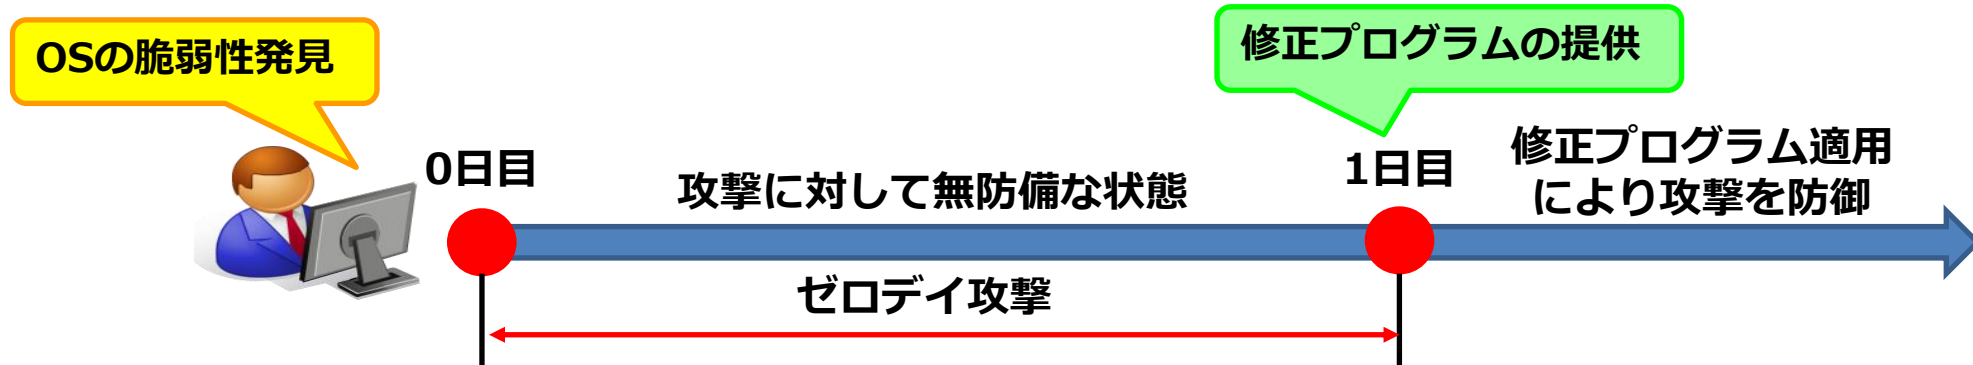 OSの脆弱性発見
修正プログラムの提供
0日目
攻撃に対して無防備な状態
1日目
修正プログラム適用
により攻撃を防御
ゼロデイ攻撃